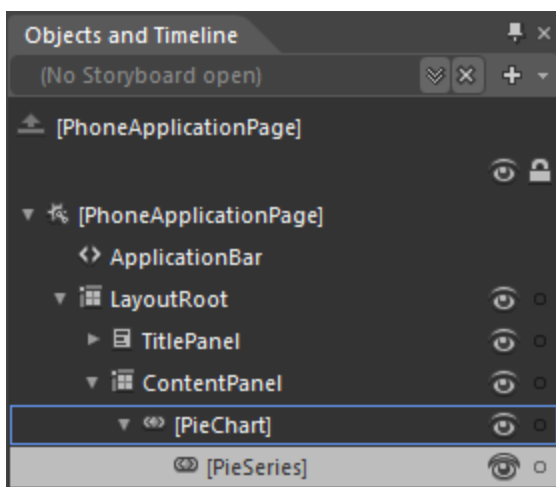 Objects and Timeline
(No Storyboard open)
[PhoneApplicationPage]
[PhoneApplicationPage]
ApplicationBar
LayoutRoot
TitlePanel
ContentPanel
[PieChart]
[PieSeries]